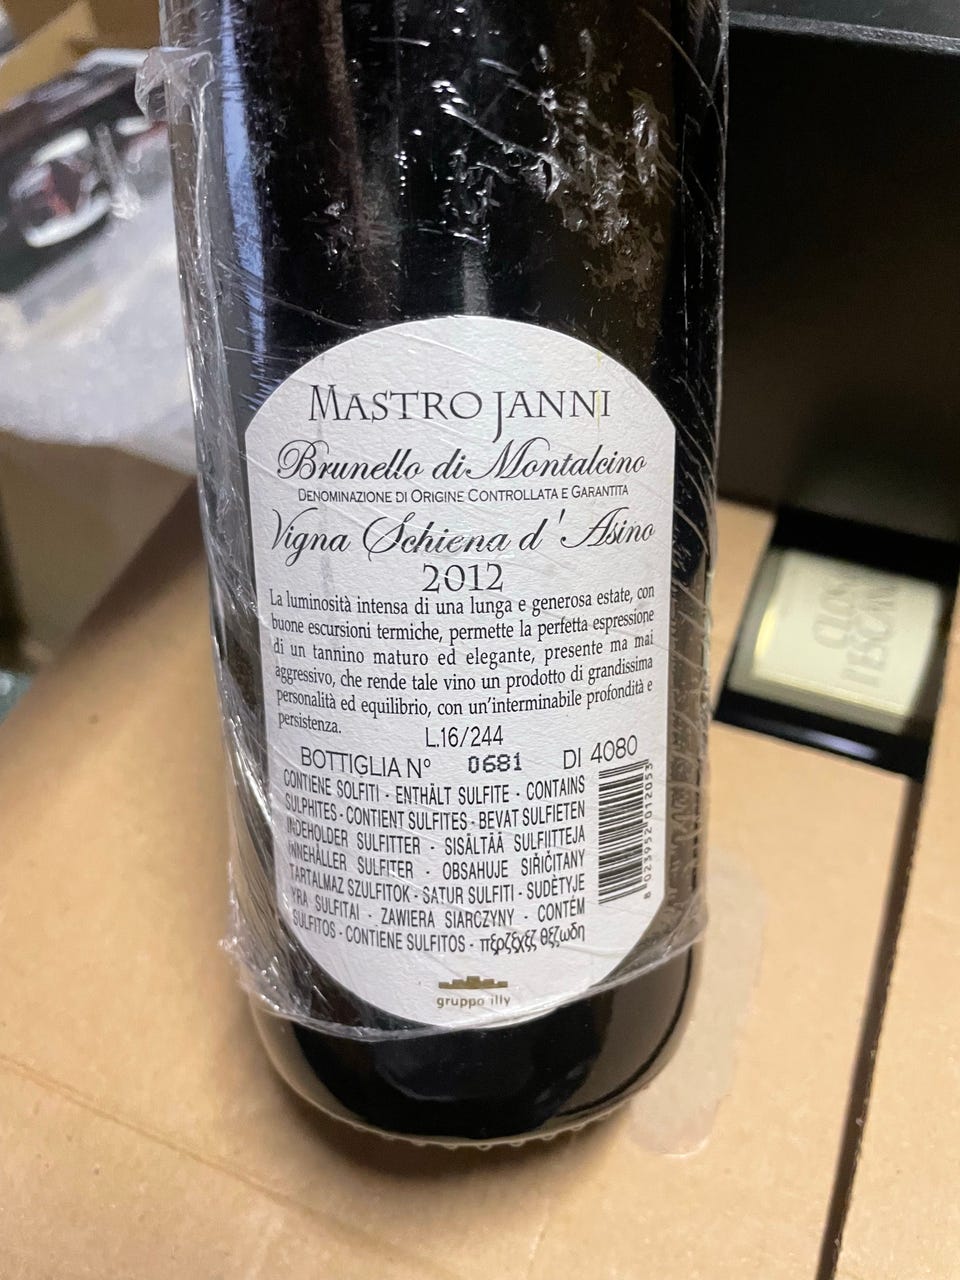 MASTRO JANNI
Brunello di Montalcino
DENOMINAZIONE DI ORIGINE CONTROLLATA E GARANTITA
Vigna Schiena d'Asino
2012
La luminosità intensa di una lunga e generosa estate, con
buone escursioni termiche, permette la perfetta espressione
di un tannino maturo ed elegante, presente ma mai
aggressivo, che rende tale vino un prodotto di grandissima
personalità ed equilibrio, con un'interminabile profondità e
persistenza.
L.16/244
BOTTIGLIA N° 0681 DI 4080
CONTIENE SOLFITI - ENTHÄLT SULFITE - CONTAINS
SULPHITES - CONTIENT SULFITES - BEVAT SULFIETEN
INDEHOLDER SULFITTER - SISÄLTÄÄ SULFIITTEJA
INNEHÅLLER SULFITER - OBSAHUJE SIŘIČITANY
TARTALMAZ SZULFITOK - SATUR SULFITI - SUDĖTYJE
YRA SULFITAI - ZAWIERA SIARCZYNY - CONTÉM
SULFITOS - CONTIENE SULFITOS - πέρζέχέζ θέζωδη
8 023952 012053
gruppo illy